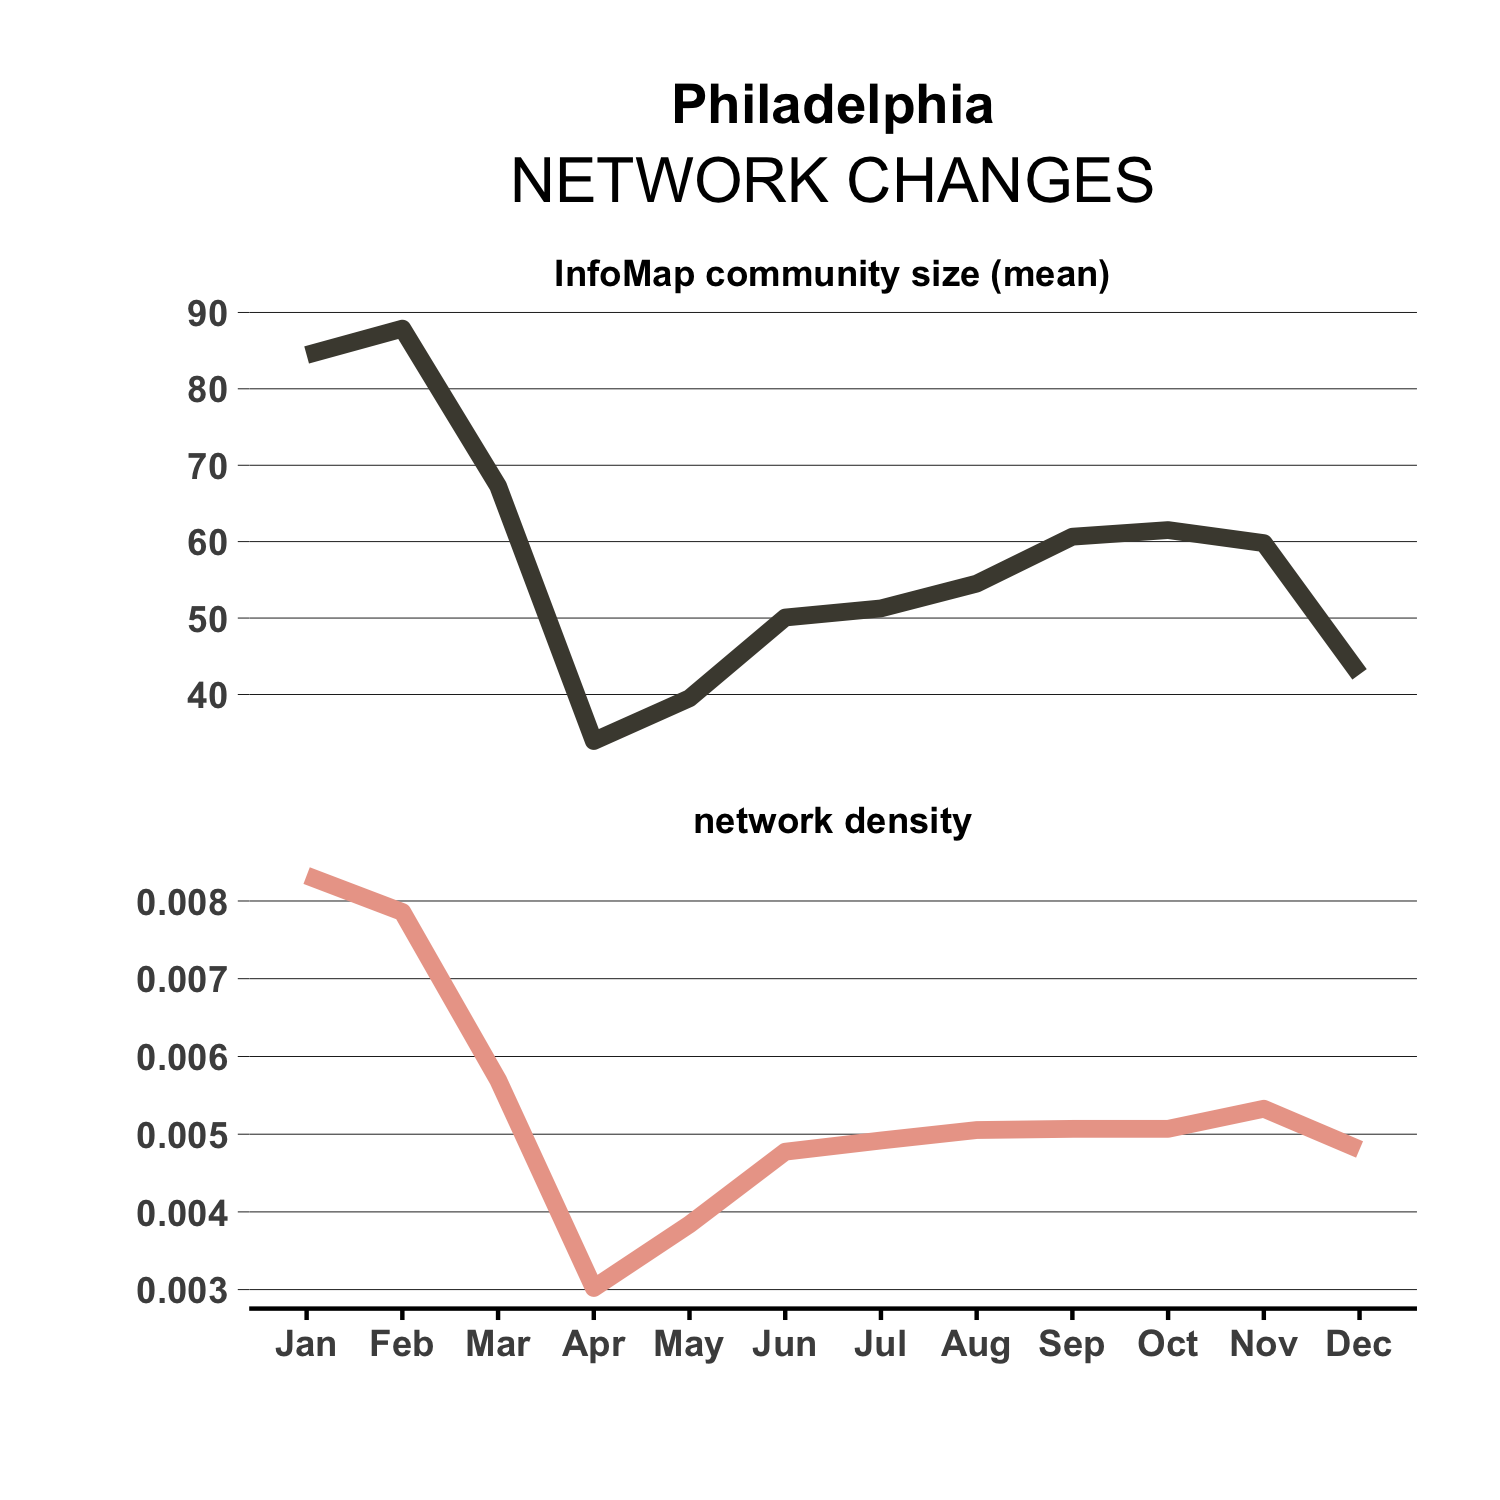 Philadelphia
NETWORK CHANGES
InfoMap community size (mean)
90
80
70
60
50
40
network density
0.008
0.007
0.006
0.005
0.004
0.003
Jan Feb Mar Apr May Jun Jul Aug Sep Oct Nov Dec